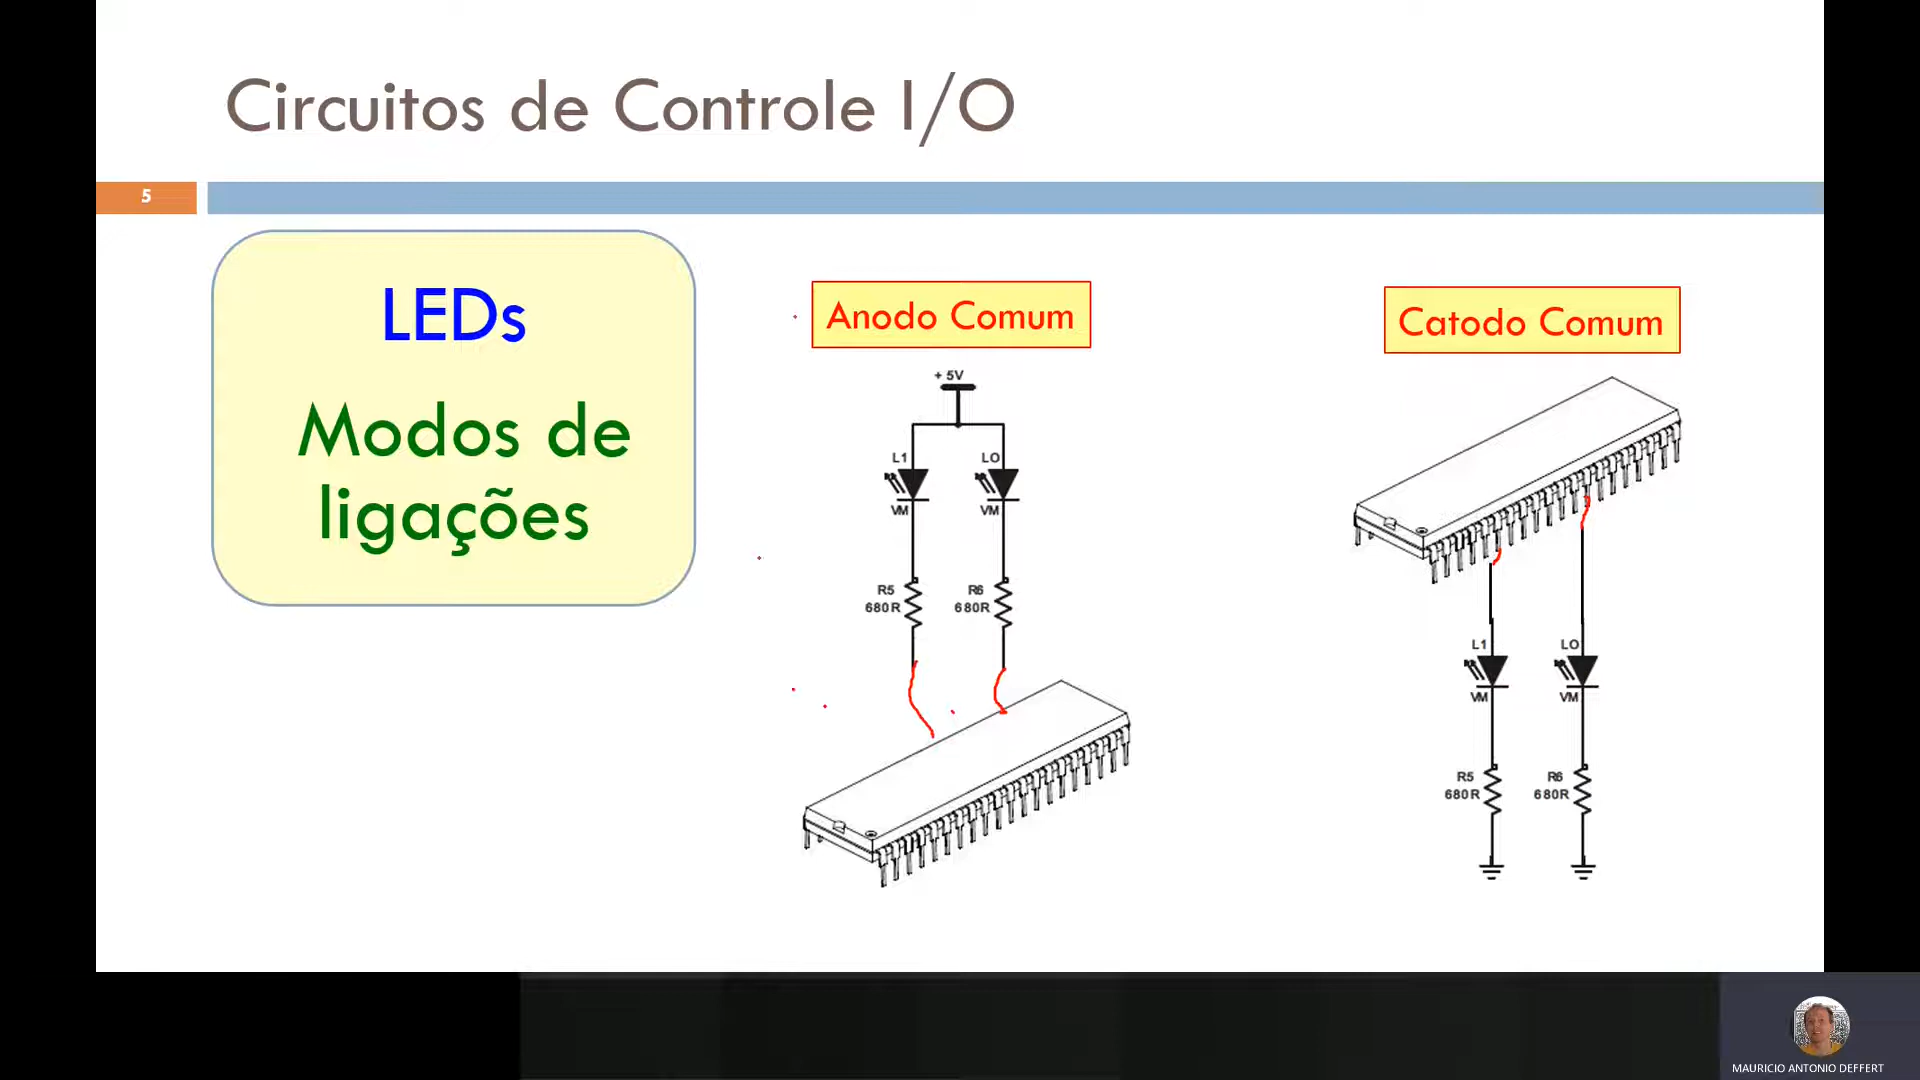 Circuitos de Controle I/O
5
LEDs
Modos de
ligações
Anodo Comum
+ 5V
L1
LO
VM
VM
R5
680R
R6
680R
Catodo Comum
L1
LO
VM
VM
R5
680R
R6
680R
MAURICIO ANTONIO DEFFERT